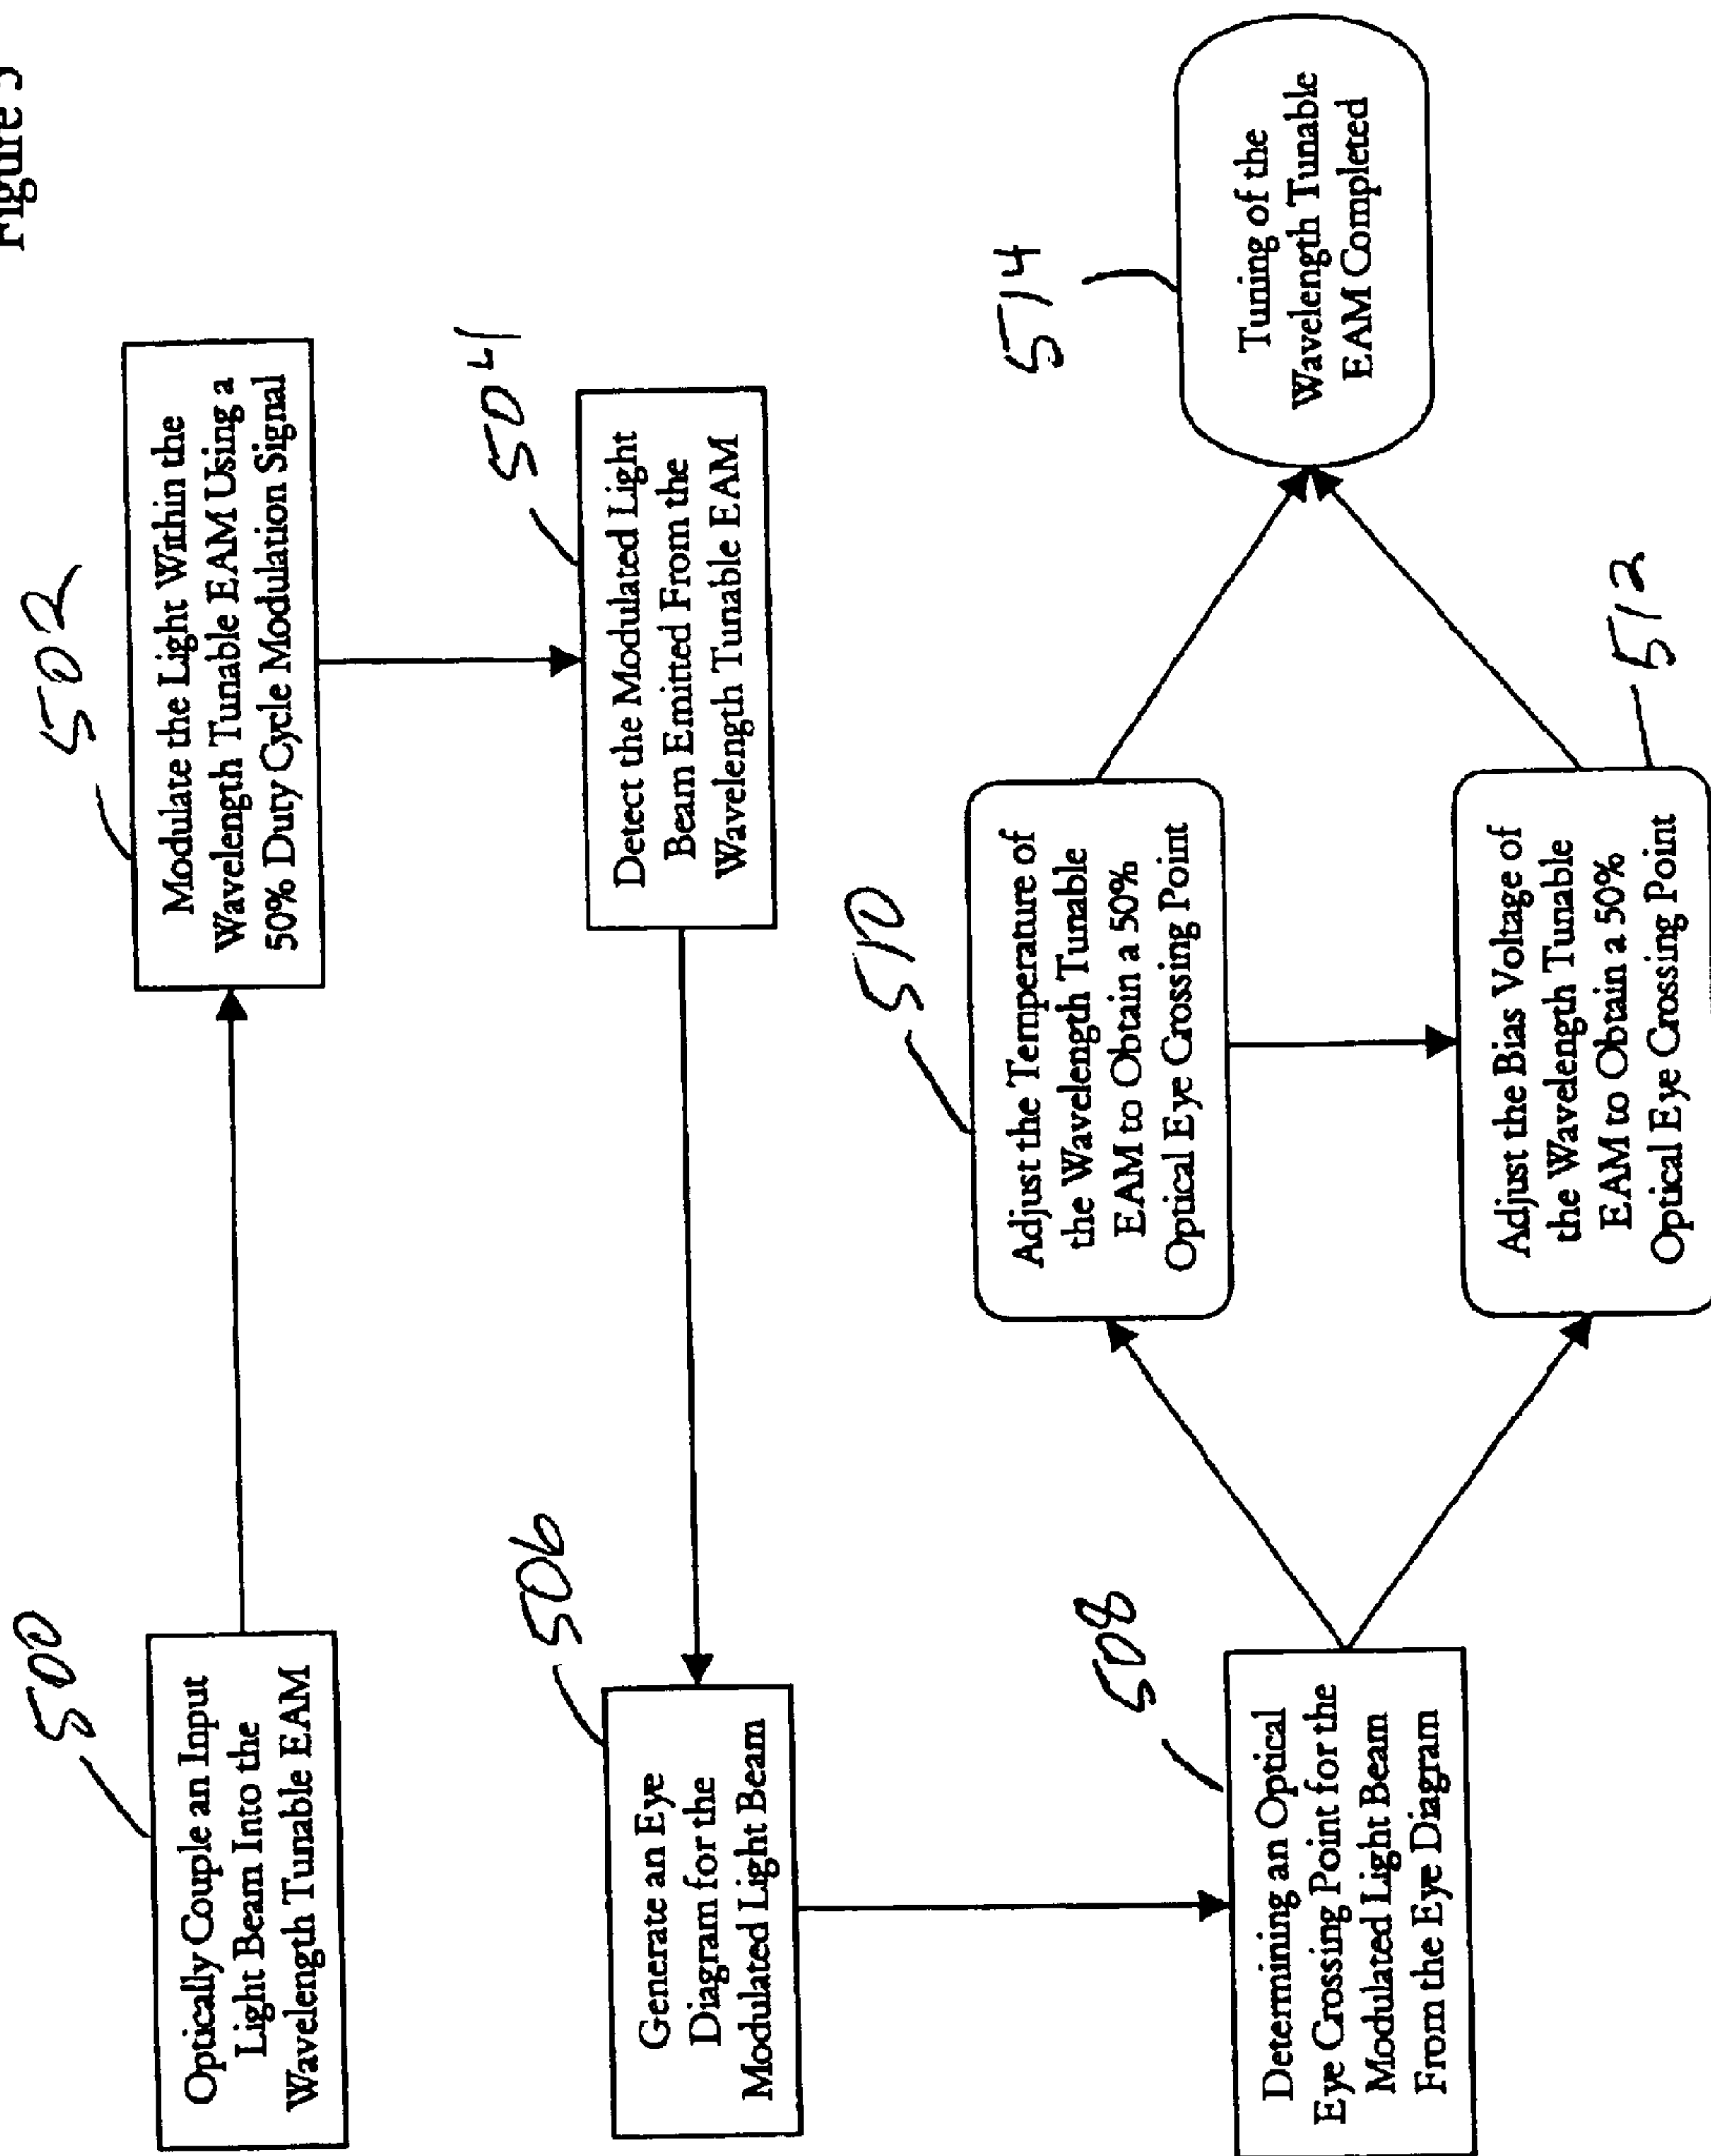 Figure 5
500
Optically Couple an Input
Light Beam Into the
Wavelength Tunable EAM
502
Modulate the Light Within the
Wavelength Tunable EAM Using a
50% Duty Cycle Modulation Signal
504
Detect the Modulated Light
Beam Emitted From the
Wavelength Tunable EAM
506
Generate an Eye
Diagram for the
Modulated Light Beam
508
Determining an Optical
Eye Crossing Point for the
Modulated Light Beam
From the Eye Diagram
510
Adjust the Temperature of
the Wavelength Tunable
EAM to Obtain a 50%
Optical Eye Crossing Point
512
Adjust the Bias Voltage of
the Wavelength Tunable
EAM to Obtain a 50%
Optical Eye Crossing Point
514
Tuning of the
Wavelength Tunable
EAM Completed